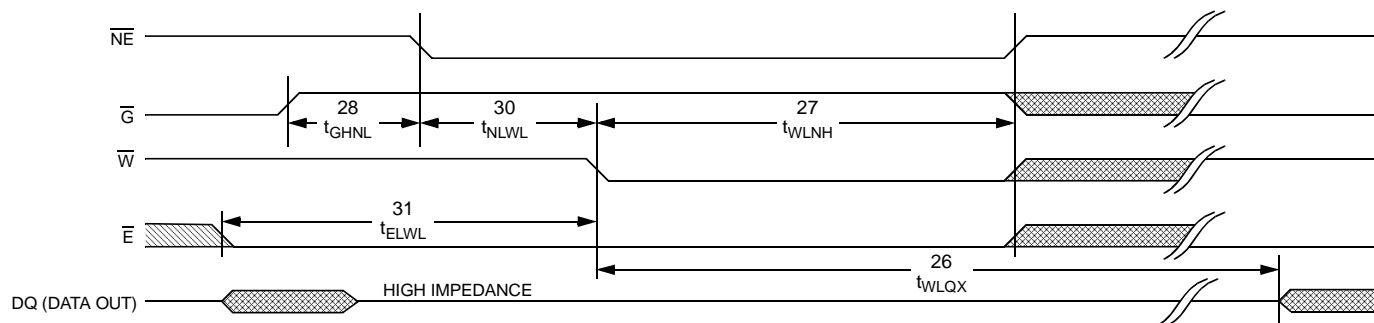 NE
G
28
tGHNL
30
tNLWL
27
tWLNH
W
31
tELWL
E
26
tWLQX
DQ (DATA OUT)
HIGH IMPEDANCE